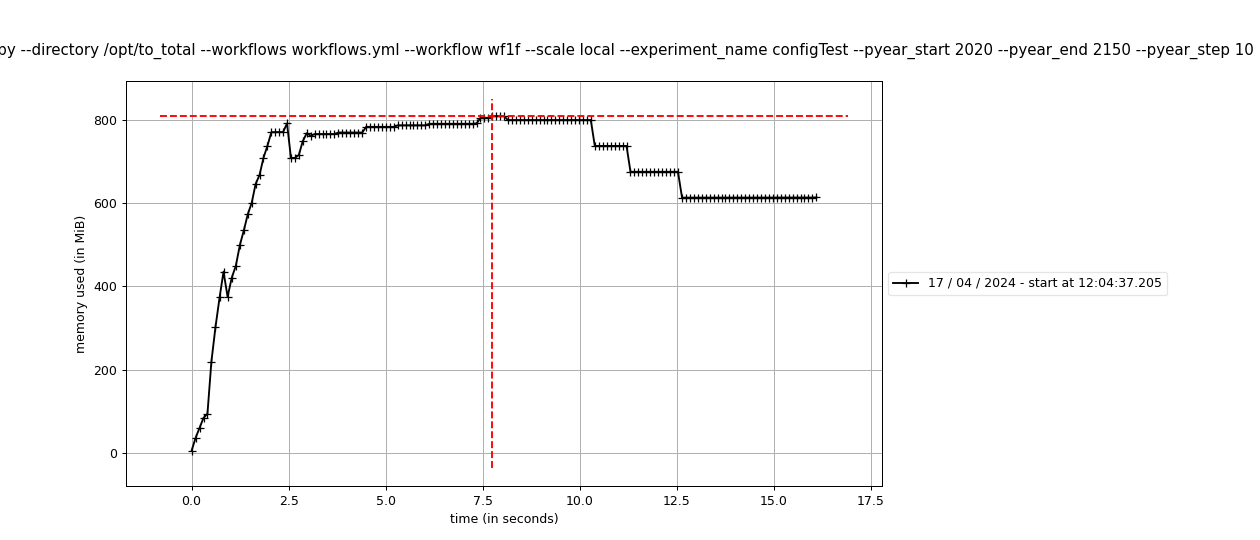 py --directory /opt/to_total --workflows workflows.yml --workflow wf1f --scale local --experiment_name configTest --pyear_start 2020 --pyear_end 2150 --pyear_step 10
800
600
400
200
0
memory used (in MiB)
17 / 04 / 2024 - start at 12:04:37.205
0.0 2.5 5.0 7.5 10.0 12.5 15.0 17.5
time (in seconds)